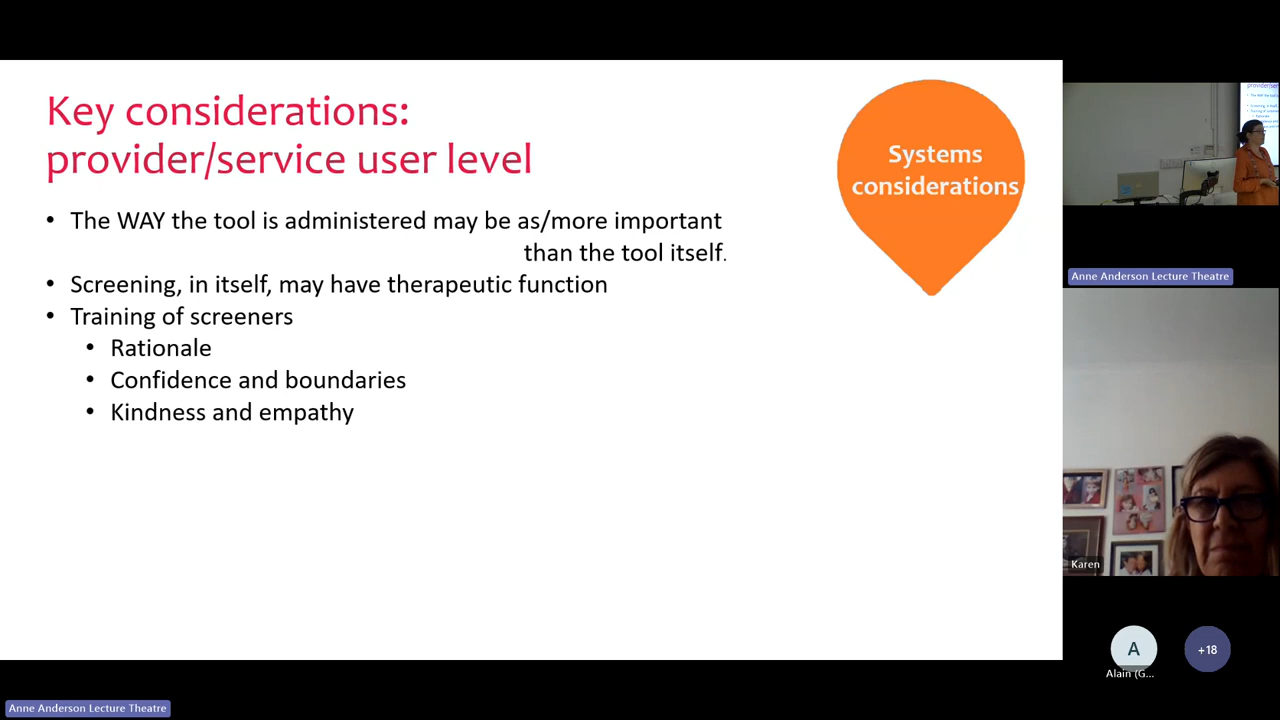 Key considerations:
provider/service user level
• The WAY the tool is administered may be as/more important
than the tool itself.
• Screening, in itself, may have therapeutic function
• Training of screeners
• Rationale
• Confidence and boundaries
• Kindness and empathy
Systems
considerations
Anne Anderson Lecture Theatre
Karen
A
Alain (G...
+18
Anne Anderson Lecture Theatre